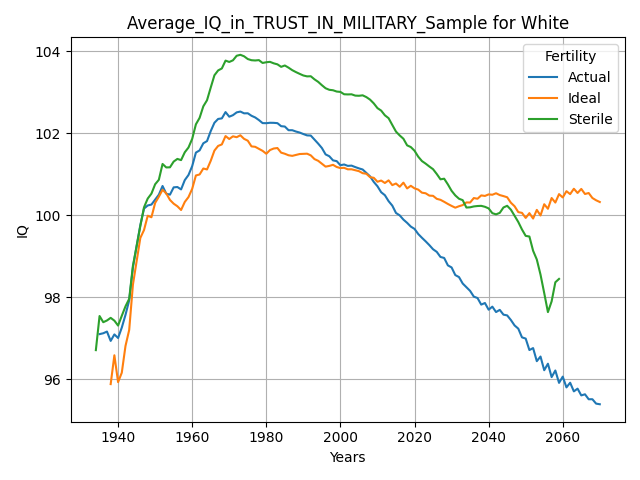 Average_IQ_in_TRUST_IN_MILITARY_Sample for White
Fertility
Actual
Ideal
Sterile
IQ
104
102
100
98
96
1940
1960
1980
2000
2020
2040
2060
Years